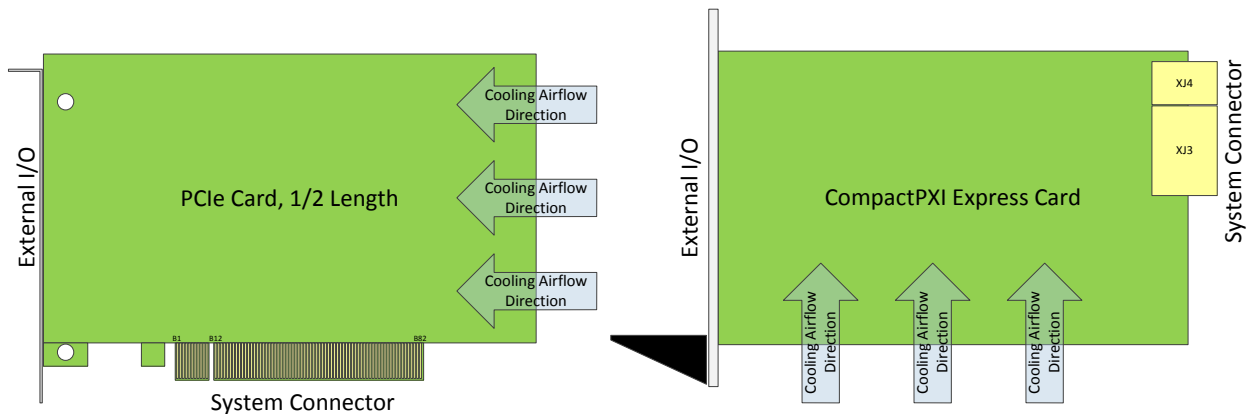 External I/O
PCIe Card, 1/2 Length
Cooling Airflow
Direction
Cooling Airflow
Direction
Cooling Airflow
Direction
B1
B12
B82
System Connector
External I/O
CompactPXI Express Card
XJ4
XJ3
System Connector
Cooling Airflow
Direction
Cooling Airflow
Direction
Cooling Airflow
Direction